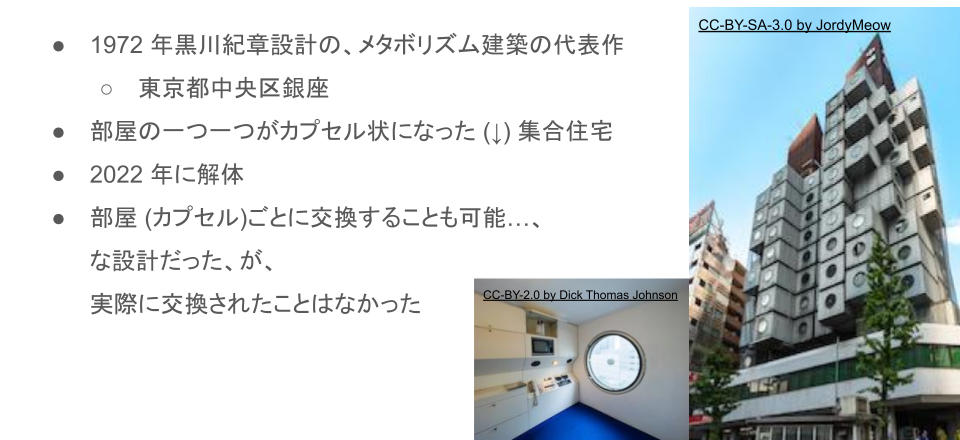 ● 1972 年黒川紀章設計の、メタボリズム建築の代表作
○ 東京都中央区銀座
● 部屋の一つ一つがカプセル状になった (↓) 集合住宅
● 2022 年に解体
● 部屋 (カプセル)ごとに交換することも可能…、
な設計だった、が、
実際に交換されたことはなかった
CC-BY-2.0 by Dick Thomas Johnson
CC-BY-SA-3.0 by JordyMeow